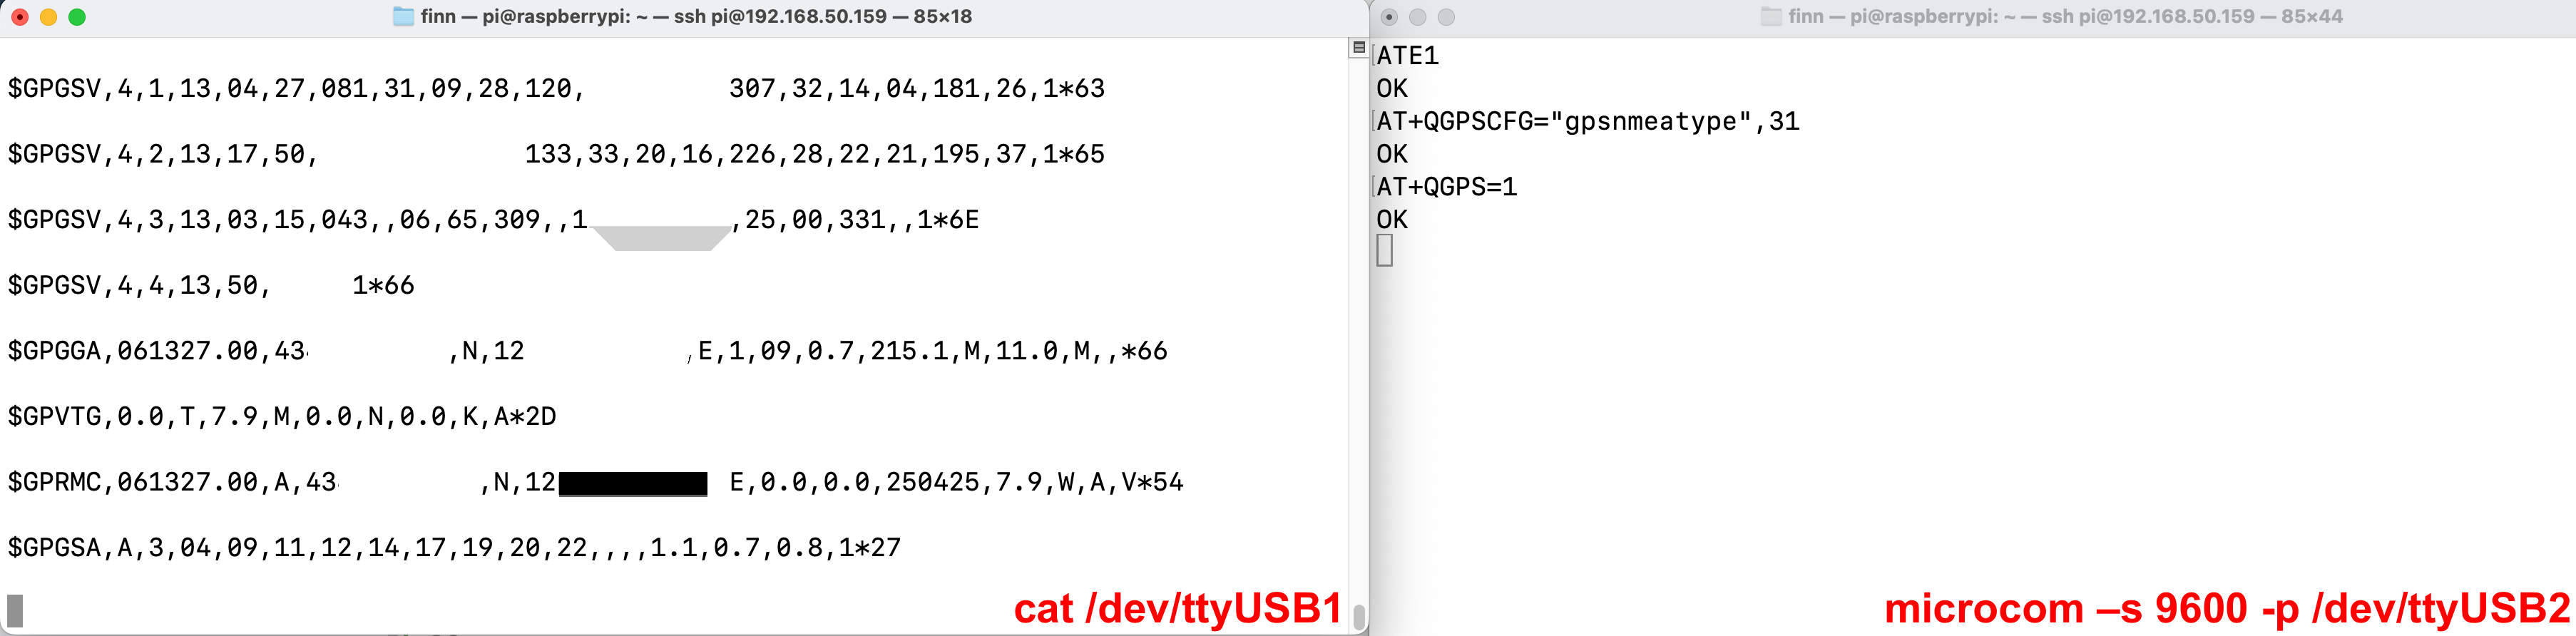 finn — pi@raspberrypi: ~ — ssh pi@192.168.50.159 — 85×18
$GPGSV,4,1,13,04,27,081,31,09,28,120, 307,32,14,04,181,26,1*63
$GPGSV,4,2,13,17,50, 133,33,20,16,226,28,22,21,195,37,1*65
$GPGSV,4,3,13,03,15,043,,06,65,309,,1 ,25,00,331,,1*6E
$GPGSV,4,4,13,50, 1*66
$GPGGA,061327.00,43 ,N,12 ,E,1,09,0.7,215.1,M,11.0,M,,*66
$GPVTG,0.0,T,7.9,M,0.0,N,0.0,K,A*2D
$GPRMC,061327.00,A,43 ,N,12 E,0.0,0.0,250425,7.9,W,A,V*54
$GPGSA,A,3,04,09,11,12,14,17,19,20,22,,,,1.1,0.7,0.8,1*27
cat /dev/ttyUSB1
finn — pi@raspberrypi: ~ — ssh pi@192.168.50.159 — 85×44
ATE1
OK
AT+QGPSCFG="gpsnmeatype",31
OK
AT+QGPS=1
OK
microcom –s 9600 -p /dev/ttyUSB2